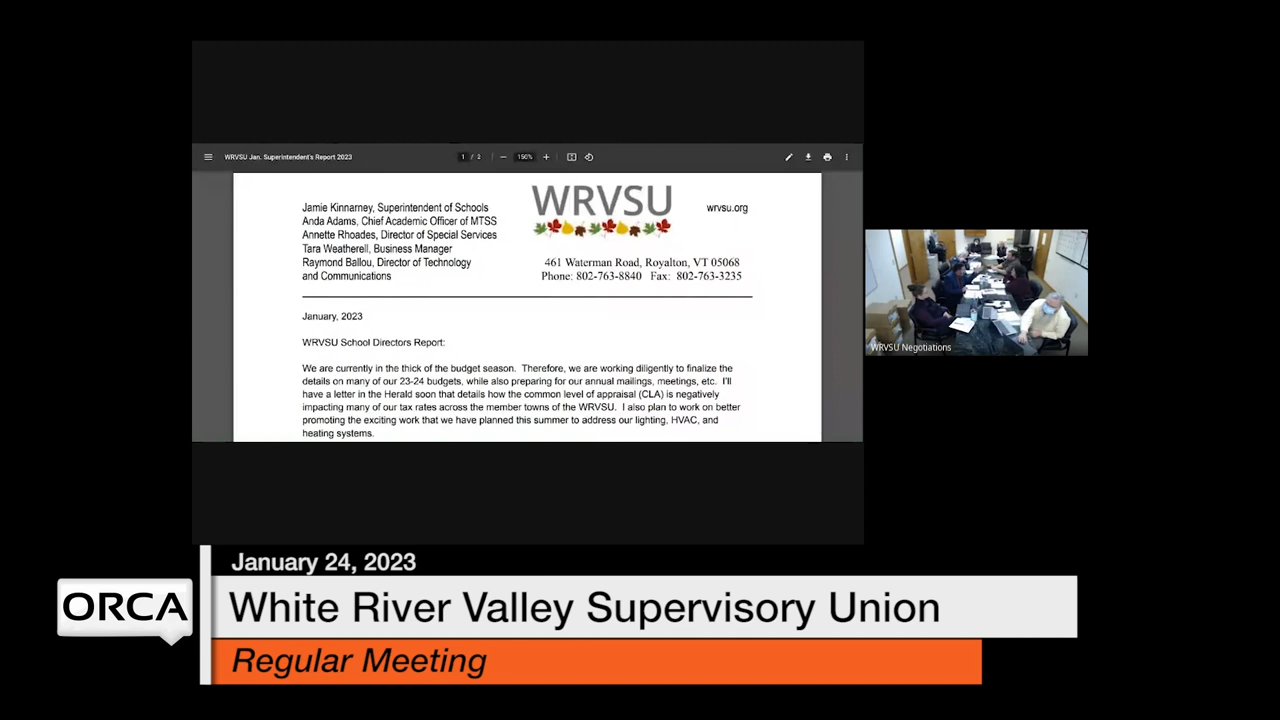 WRVSU Jan. Superintendent's Report 2023
1 / 2
150%
Jamie Kinnarney, Superintendent of Schools
Anda Adams, Chief Academic Officer of MTSS
Annette Rhoades, Director of Special Services
Tara Weatherell, Business Manager
Raymond Ballou, Director of Technology
and Communications
WRVSU
wrvsu.org
461 Waterman Road, Royalton, VT 05068
Phone: 802-763-8840 Fax: 802-763-3235
January, 2023
WRVSU School Directors Report:
We are currently in the thick of the budget season. Therefore, we are working diligently to finalize the
details on many of our 23-24 budgets, while also preparing for our annual mailings, meetings, etc. I'll
have a letter in the Herald soon that details how the common level of appraisal (CLA) is negatively
impacting many of our tax rates across the member towns of the WRVSU. I also plan to work on better
promoting the exciting work that we have planned this summer to address our lighting, HVAC, and
heating systems.
WRVSU Negotiations
January 24, 2023
ORCA
White River Valley Supervisory Union
Regular Meeting